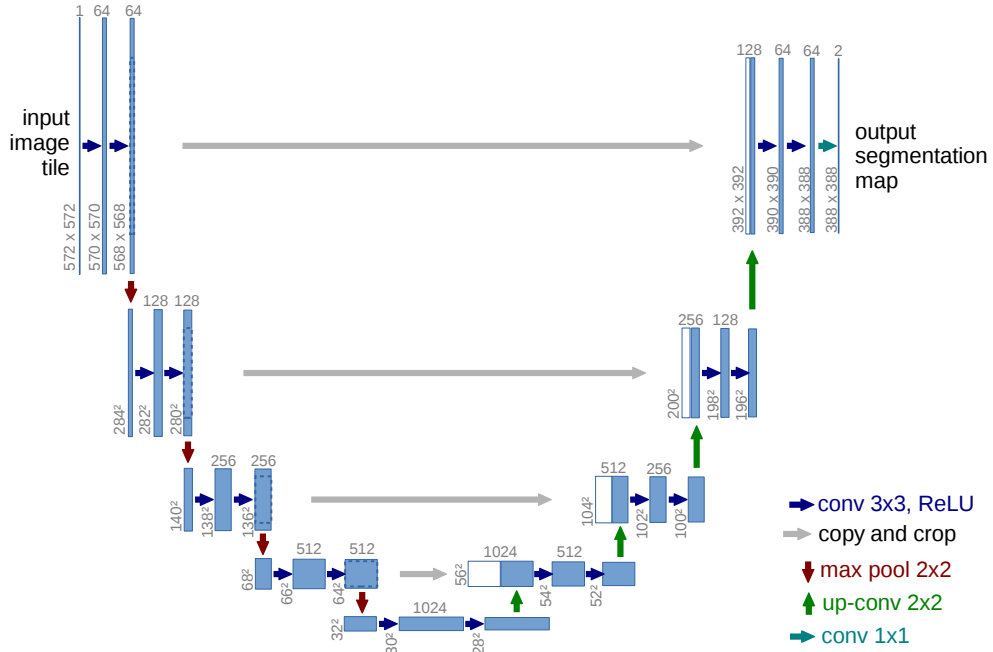 1 64 64
input
image
tile
572 x 572
570 x 570
568 x 568
128 64 64 2
output
segmentation
map
392 x 392
390 x 390
388 x 388
388 x 388
128 128
284²
282²
280²
256 128
200²
198²
196²
256 256
140²
138²
136²
512 256
104²
102²
100²
512 512
68²
66²
64²
1024 512
56²
54²
52²
1024
32²
30²
28²
conv 3x3, ReLU
copy and crop
max pool 2x2
up-conv 2x2
conv 1x1